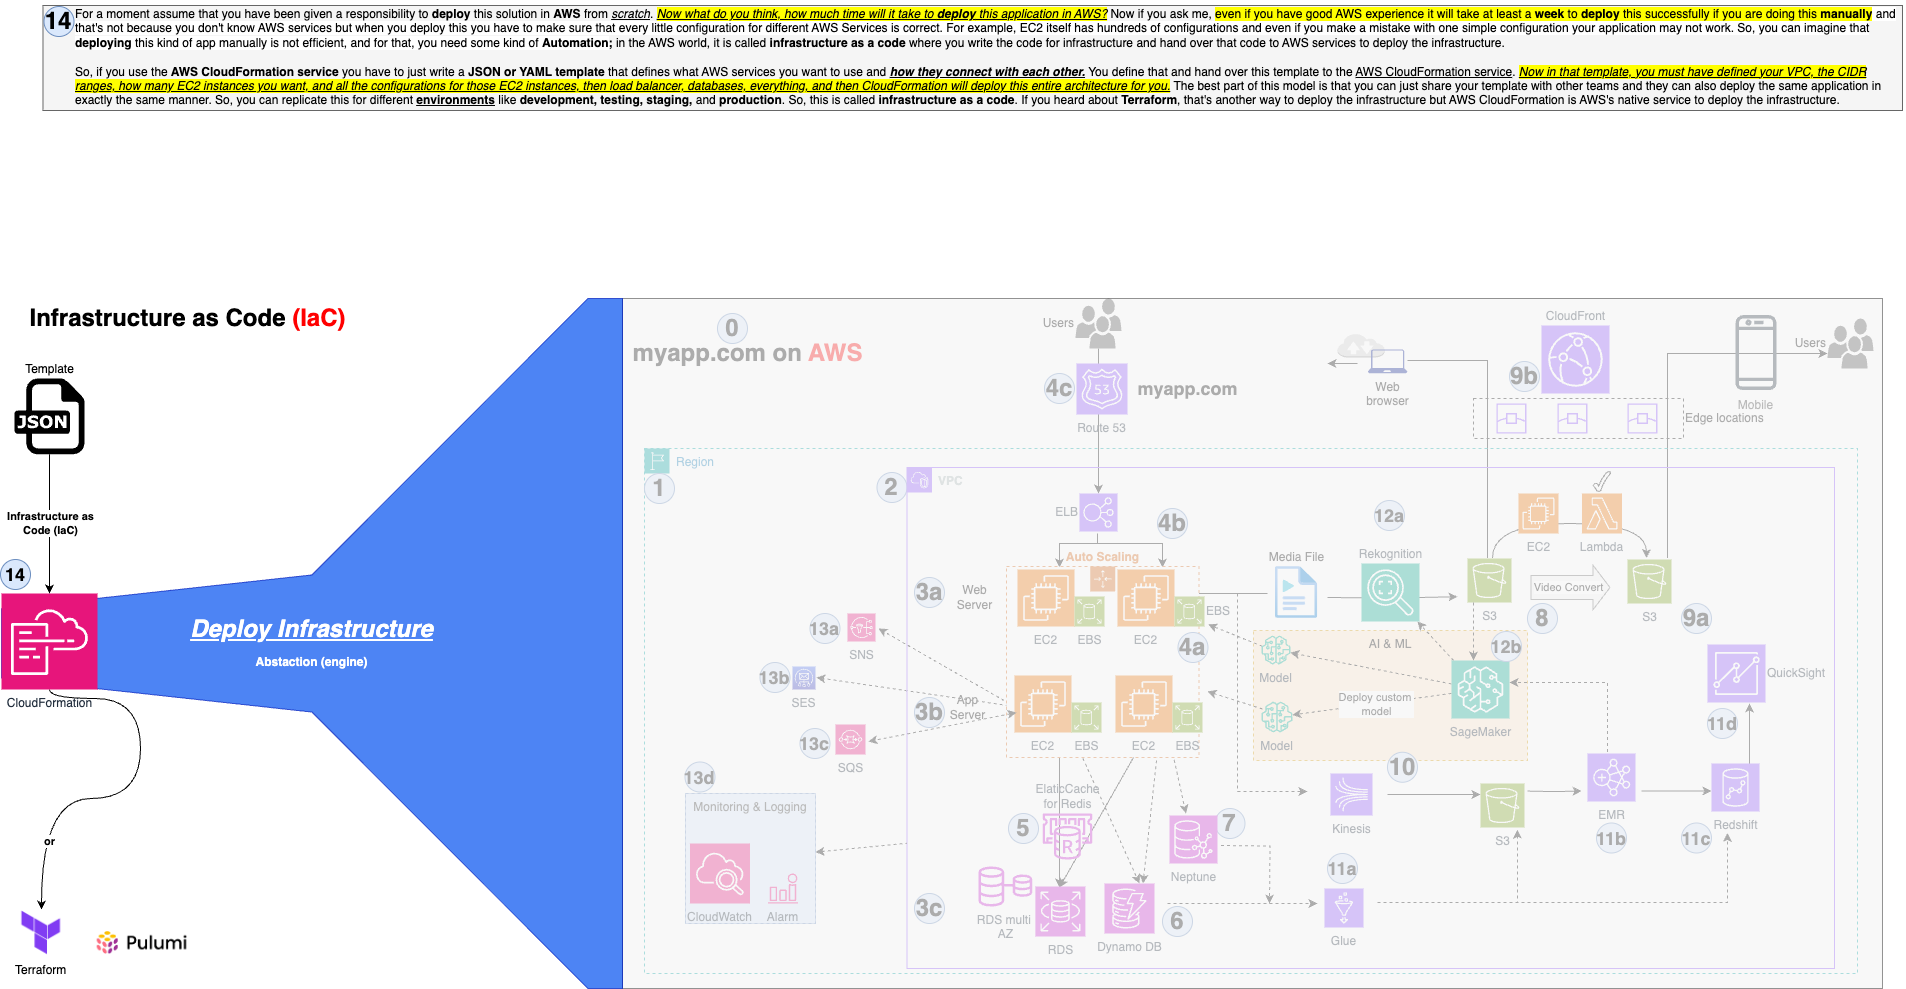 14
For a moment assume that you have been given a responsibility to deploy this solution in AWS from scratch. Now what do you think, how much time will it take to deploy this application in AWS? Now if you ask me, even if you have good AWS experience it will take at least a week to deploy this successfully if you are doing this manually and
that's not because you don't know AWS services but when you deploy this you have to make sure that every little configuration for different AWS Services is correct. For example, EC2 itself has hundreds of configurations and even if you make a mistake with one simple configuration your application may not work. So, you can imagine that
deploying this kind of app manually is not efficient, and for that, you need some kind of Automation; in the AWS world, it is called infrastructure as a code where you write the code for infrastructure and hand over that code to AWS services to deploy the infrastructure.
So, if you use the AWS CloudFormation service you have to just write a JSON or YAML template that defines what AWS services you want to use and how they connect with each other. You define that and hand over this template to the AWS CloudFormation service. Now in that template, you must have defined your VPC, the CIDR
ranges, how many EC2 instances you want, and all the configurations for those EC2 instances, then load balancer, databases, everything, and then CloudFormation will deploy this entire architecture for you. The best part of this model is that you can just share your template with other teams and they can also deploy the same application in
exactly the same manner. So, you can replicate this for different environments like development, testing, staging, and production. So, this is called infrastructure as a code. If you heard about Terraform, that's another way to deploy the infrastructure but AWS CloudFormation is AWS's native service to deploy the infrastructure.
Infrastructure as Code (IaC)
Template
JSON
Infrastructure as
Code (IaC)
14
CloudFormation
Deploy Infrastructure
Abstaction (engine)
or
Terraform
Pulumi
0
myapp.com on AWS
Users
4c
53
myapp.com
Route 53
Web
browser
CloudFront
9b
Edge locations
Mobile
Users
Region
1
2
VPC
ELB
4b
Auto Scaling
3a
Web
Server
EC2
EBS
EC2
EBS
4a
12a
Media File
Rekognition
S3
EC2
Lambda
Video Convert
8
S3
9a
13a
SNS
13b
SES
13c
SQS
3b
App
Server
EC2
EBS
EC2
EBS
AI & ML
12b
Model
Deploy custom
model
Model
SageMaker
QuickSight
11d
10
13d
Monitoring & Logging
CloudWatch
Alarm
ElaticCache
for Redis
5
R
7
Neptune
Kinesis
S3
EMR
11b
Redshift
11c
11a
Glue
3c
RDS multi
AZ
RDS
Dynamo DB
6